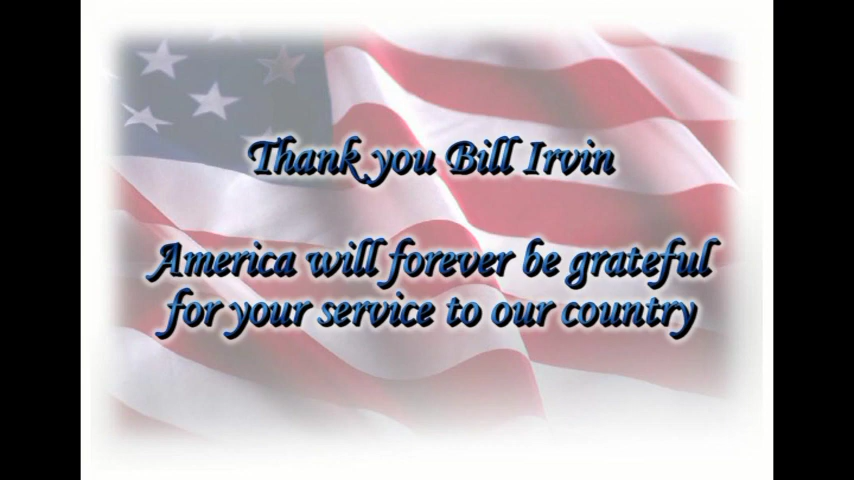 Thank you Bill Irvin
America will forever be grateful
for your service to our country